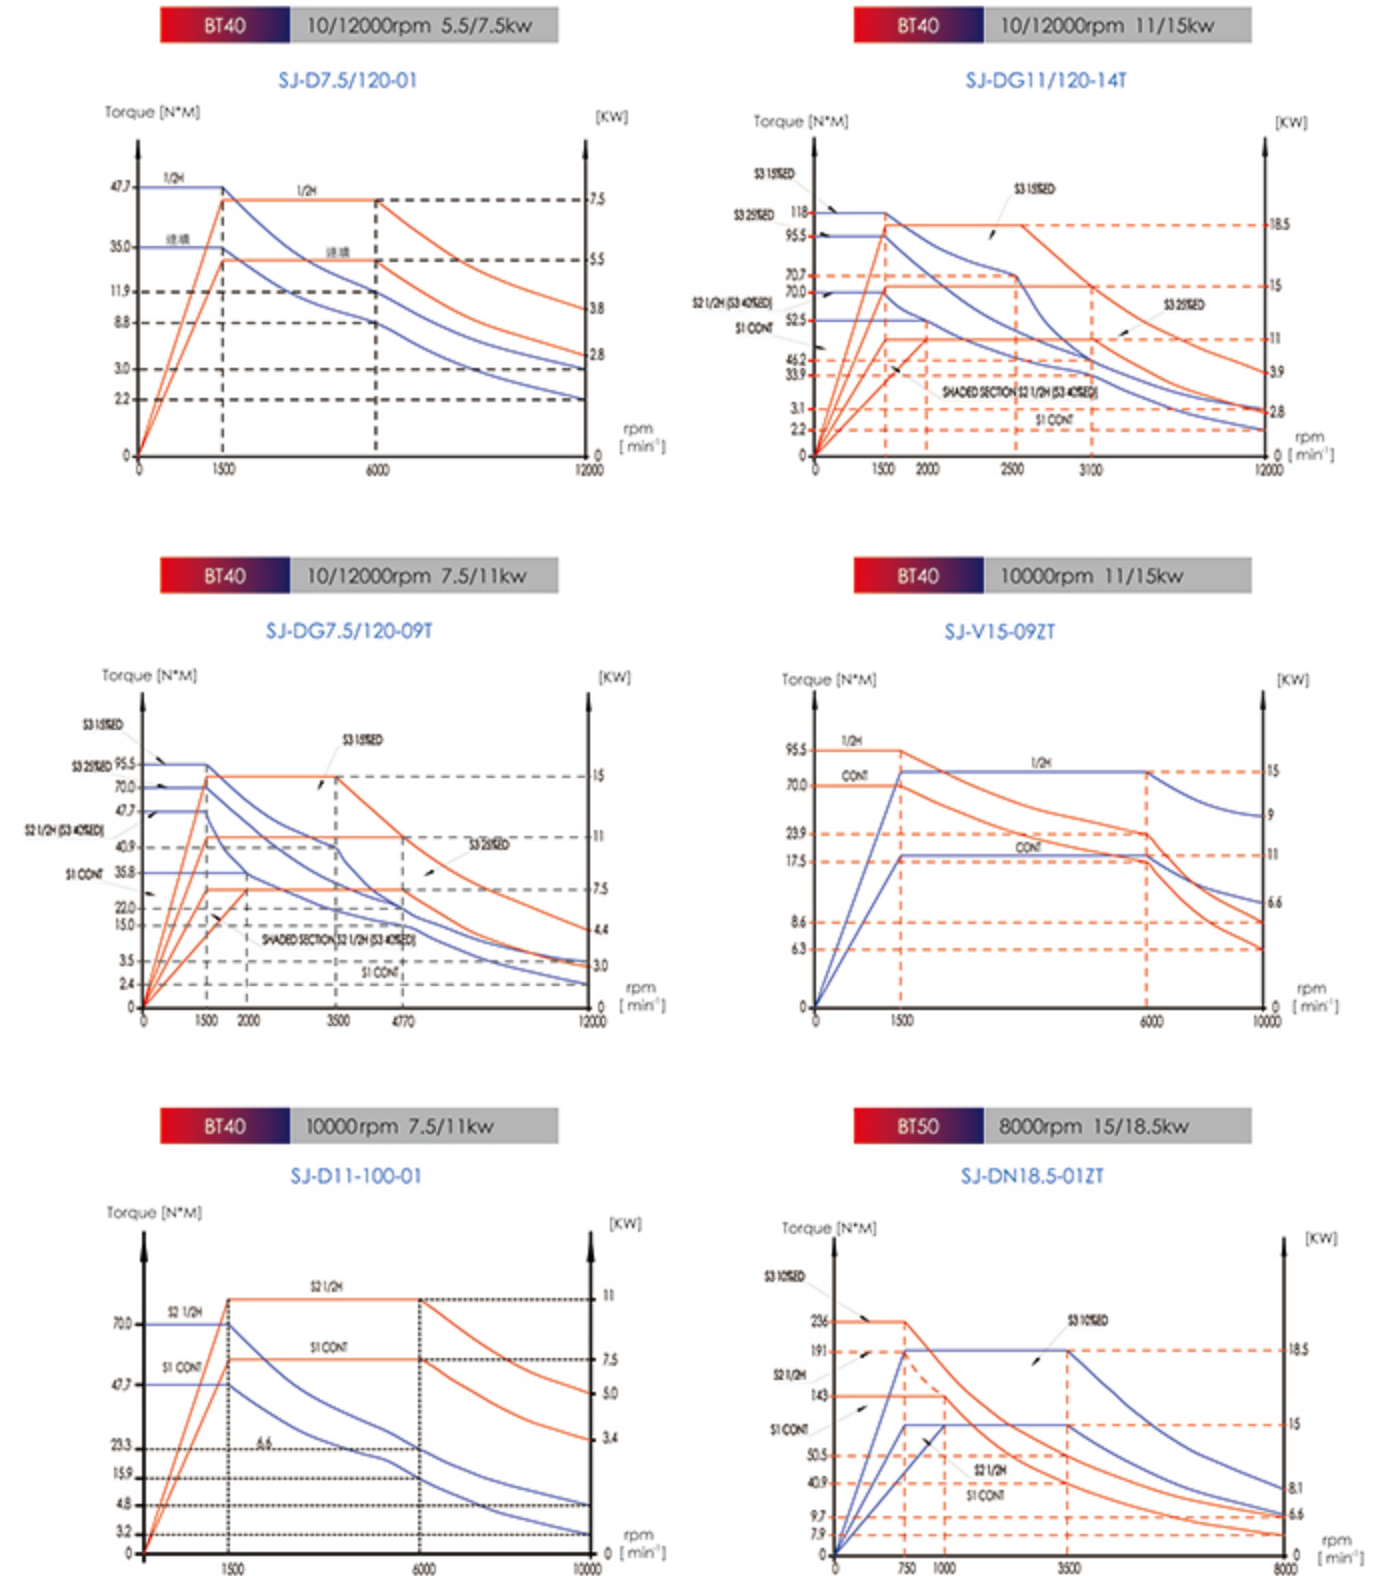 BT40 10/12000rpm 5.5/7.5kw
SJ-D7.5/120-01
Torque [N*M]
[KW]
1/2H
1/2H
47.7
7.5
連續
連續
35.0
5.5
11.9
3.8
8.8
2.8
3.0
2.2
rpm
[ min⁻¹]
0
0
0
1500
6000
12000
BT40 10/12000rpm 11/15kw
SJ-DG11/120-14T
Torque [N*M]
[KW]
S3 15%ED
S3 15%ED
S3 25%ED
118
18.5
95.5
70.7
15
S2 1/2H (S3 40%ED)
70.0
S3 25%ED
S1 CONT
52.5
11
46.2
33.9
3.9
SHADED SECTION S2 1/2H (S3 40%ED)
3.1
2.8
S1 CONT
2.2
rpm
[ min⁻¹]
0
0
0
1500
2000
2500
3100
12000
BT40 10/12000rpm 7.5/11kw
SJ-DG7.5/120-09T
Torque [N*M]
[KW]
S3 15%ED
S3 15%ED
S3 25%ED
95.5
15
70.0
47.7
S2 1/2H (S3 40%ED)
11
40.9
S3 25%ED
S1 CONT
35.8
7.5
22.0
15.0
4.4
SHADED SECTION S2 1/2H (S3 40%ED)
3.5
3.0
S1 CONT
2.4
rpm
[ min⁻¹]
0
0
0
1500
2000
3500
4770
12000
BT40 10000rpm 11/15kw
SJ-V15-09ZT
Torque [N*M]
[KW]
1/2H
95.5
1/2H
15
CONT
70.0
9
23.9
CONT
11
17.5
6.6
8.6
6.3
rpm
[ min⁻¹]
0
0
0
1500
6000
10000
BT40 10000rpm 7.5/11kw
SJ-D11-100-01
Torque [N*M]
[KW]
S2 1/2H
11
S2 1/2H
70.0
S1 CONT
S1 CONT
7.5
47.7
5.0
6.6
23.3
3.4
15.9
4.8
3.2
rpm
[ min⁻¹]
0
0
0
1500
6000
10000
BT50 8000rpm 15/18.5kw
SJ-DN18.5-01ZT
Torque [N*M]
[KW]
S3 10%ED
236
S3 10%ED
191
18.5
S2 1/2H
143
S1 CONT
15
50.5
S2 1/2H
40.9
S1 CONT
8.1
9.7
6.6
7.9
rpm
[ min⁻¹]
0
0
0
750
1000
3500
8000